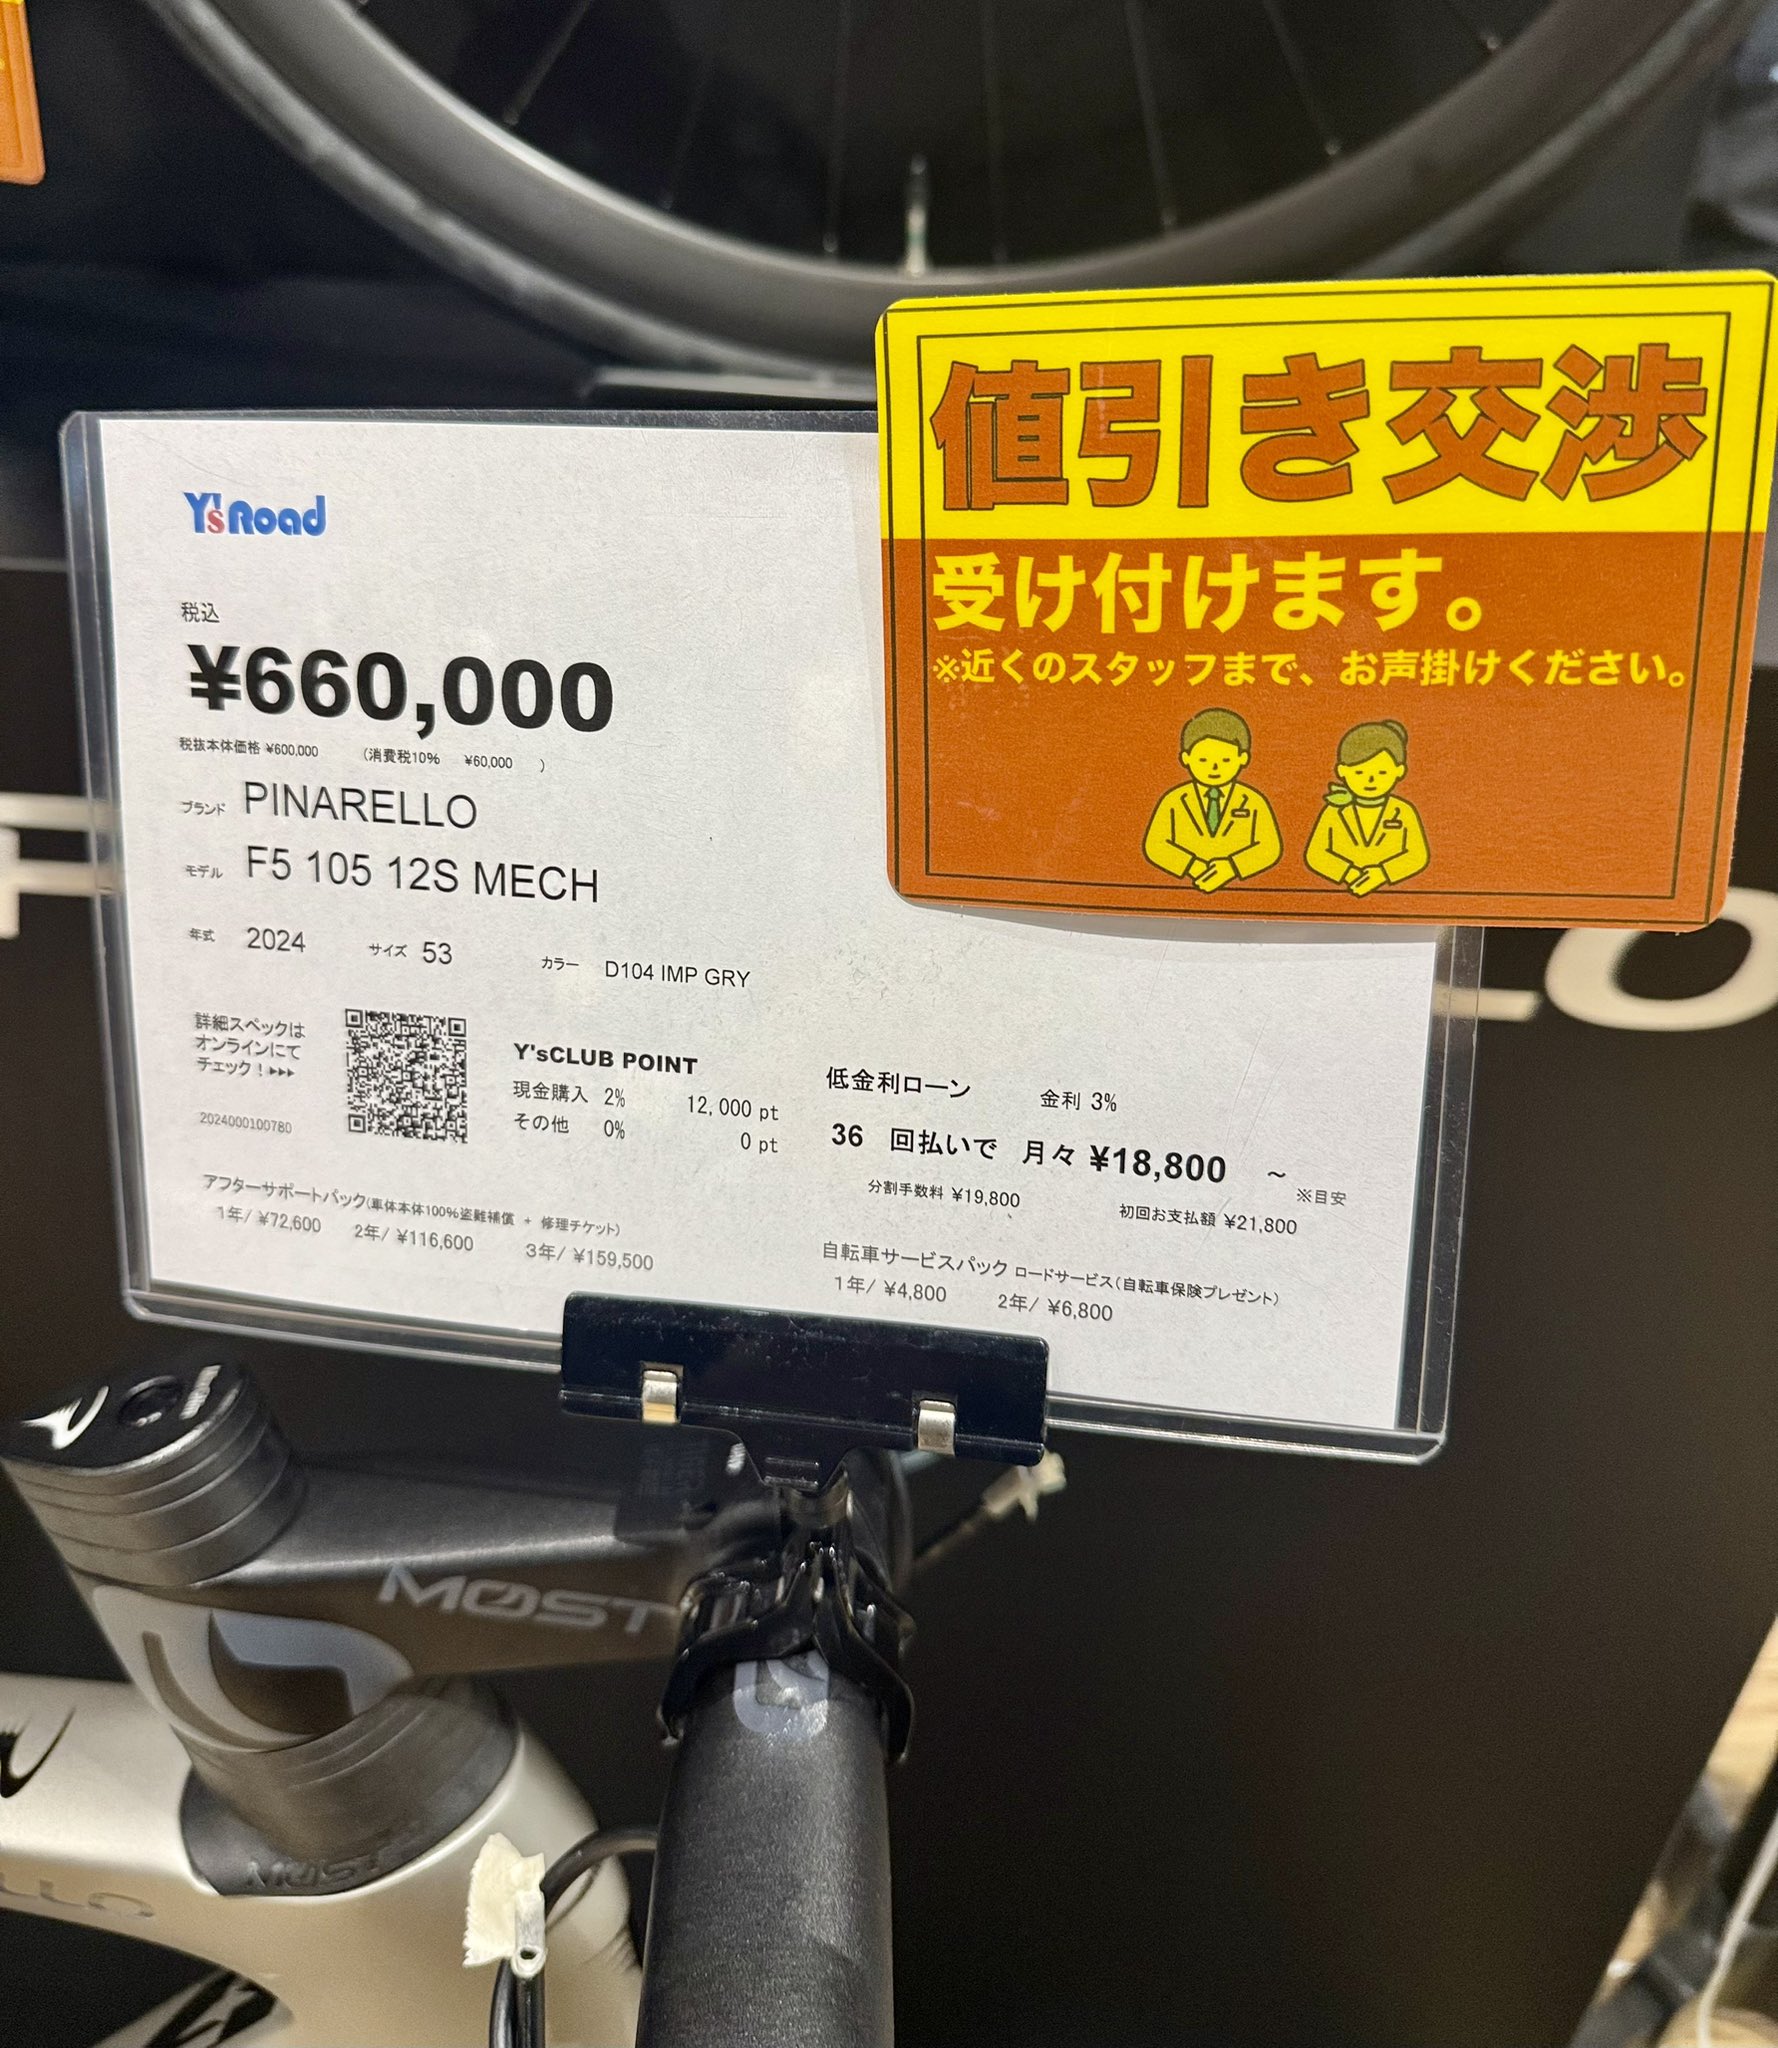 値引き交渉
受け付けます。
※近くのスタッフまで、お声掛けください。
Y'sRoad
税込
¥660,000
税抜本体価格 ¥600,000 (消費税10% ¥60,000 )
ブランド PINARELLO
モデル F5 105 12S MECH
年式 2024 サイズ 53 カラー D104 IMP GRY
詳細スペックは
オンラインにて
チェック！▸▸▸
2024000100780
Y'sCLUB POINT
現金購入 2% 12,000 pt
その他 0% 0 pt
低金利ローン 金利 3%
36 回払いで 月々 ¥18,800 ～ ※目安
分割手数料 ¥19,800 初回お支払額 ¥21,800
アフターサポートパック(車体本体100%盗難補償 + 修理チケット)
1年/ ¥72,600 2年/ ¥116,600 3年/ ¥159,500
自転車サービスパック ロードサービス(自転車保険プレゼント)
1年/ ¥4,800 2年/ ¥6,800
MOST
MOST
LLO
LO